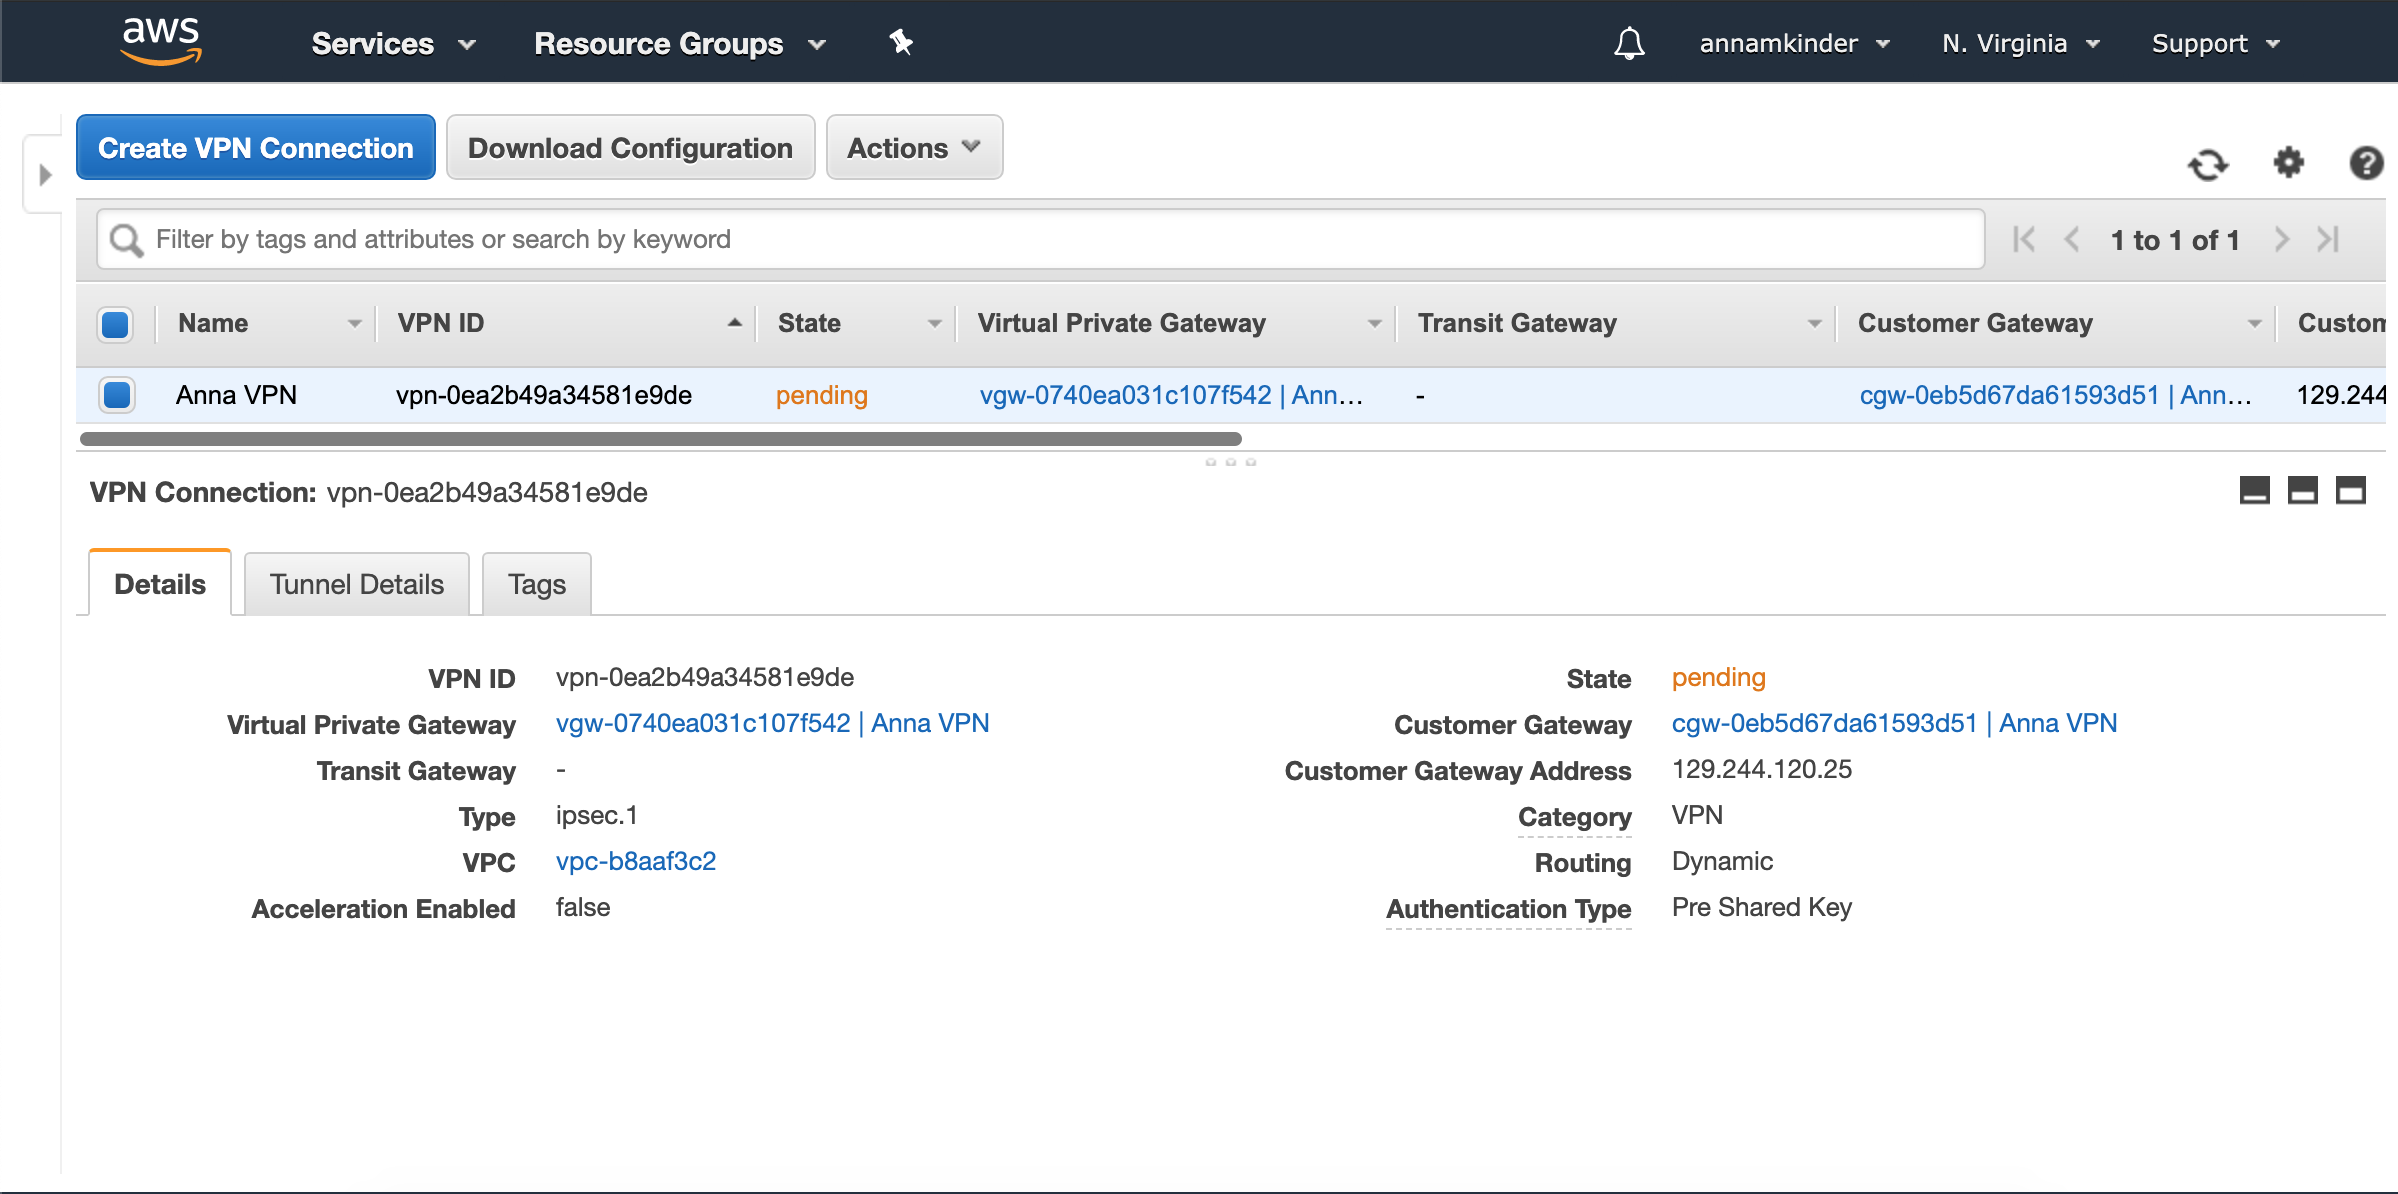 aws Services Resource Groups annamkinder N. Virginia Support
Create VPN Connection Download Configuration Actions
Filter by tags and attributes or search by keyword 1 to 1 of 1
Name VPN ID State Virtual Private Gateway Transit Gateway Customer Gateway Custom
Anna VPN vpn-0ea2b49a34581e9de pending vgw-0740ea031c107f542 | Ann... - cgw-0eb5d67da61593d51 | Ann... 129.244
VPN Connection: vpn-0ea2b49a34581e9de
Details Tunnel Details Tags
VPN ID vpn-0ea2b49a34581e9de State pending
Virtual Private Gateway vgw-0740ea031c107f542 | Anna VPN Customer Gateway cgw-0eb5d67da61593d51 | Anna VPN
Transit Gateway - Customer Gateway Address 129.244.120.25
Type ipsec.1 Category VPN
VPC vpc-b8aaf3c2 Routing Dynamic
Acceleration Enabled false Authentication Type Pre Shared Key